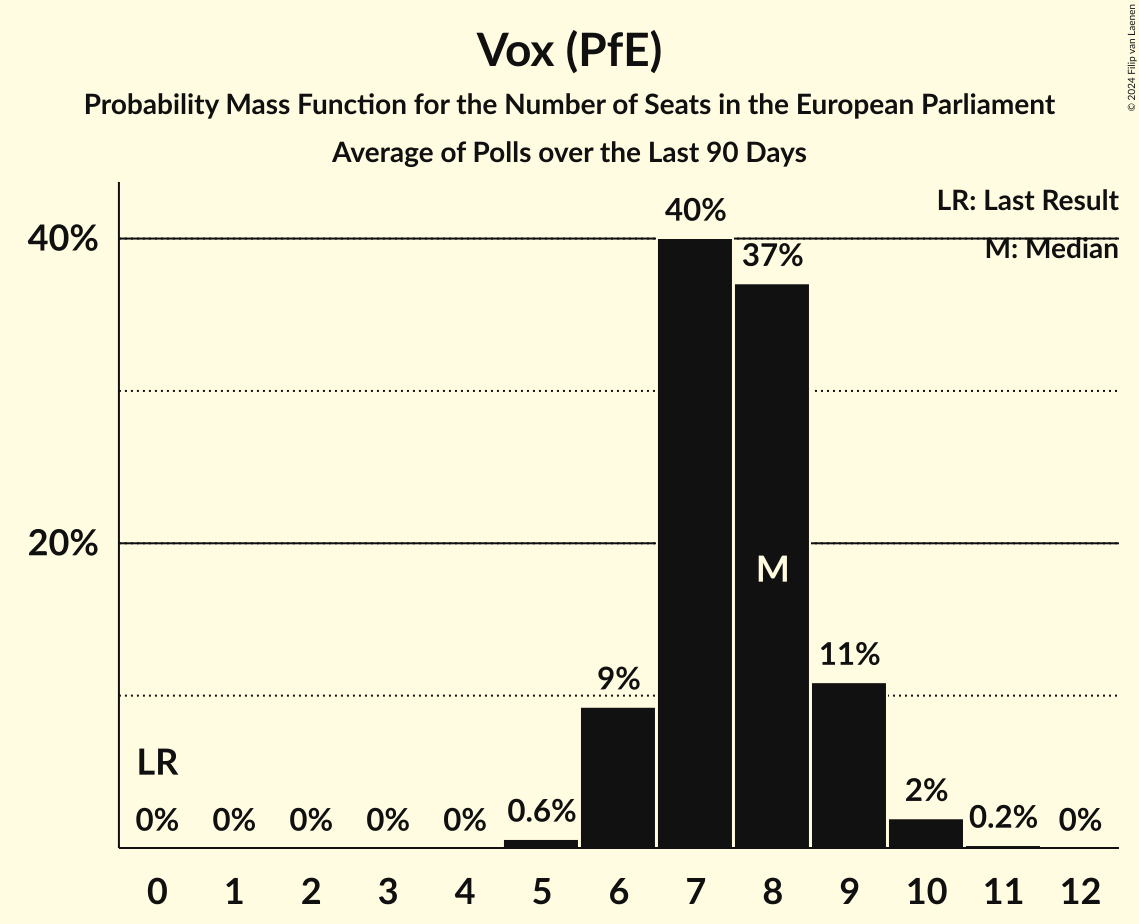 © 2024 Filip van Laenen
Vox (PfE)
Probability Mass Function for the Number of Seats in the European Parliament
Average of Polls over the Last 90 Days
LR: Last Result
M: Median
40%
20%
40%
37%
M
11%
9%
LR
0% 0% 0% 0% 0% 0.6% 2% 0.2% 0%
0 1 2 3 4 5 6 7 8 9 10 11 12